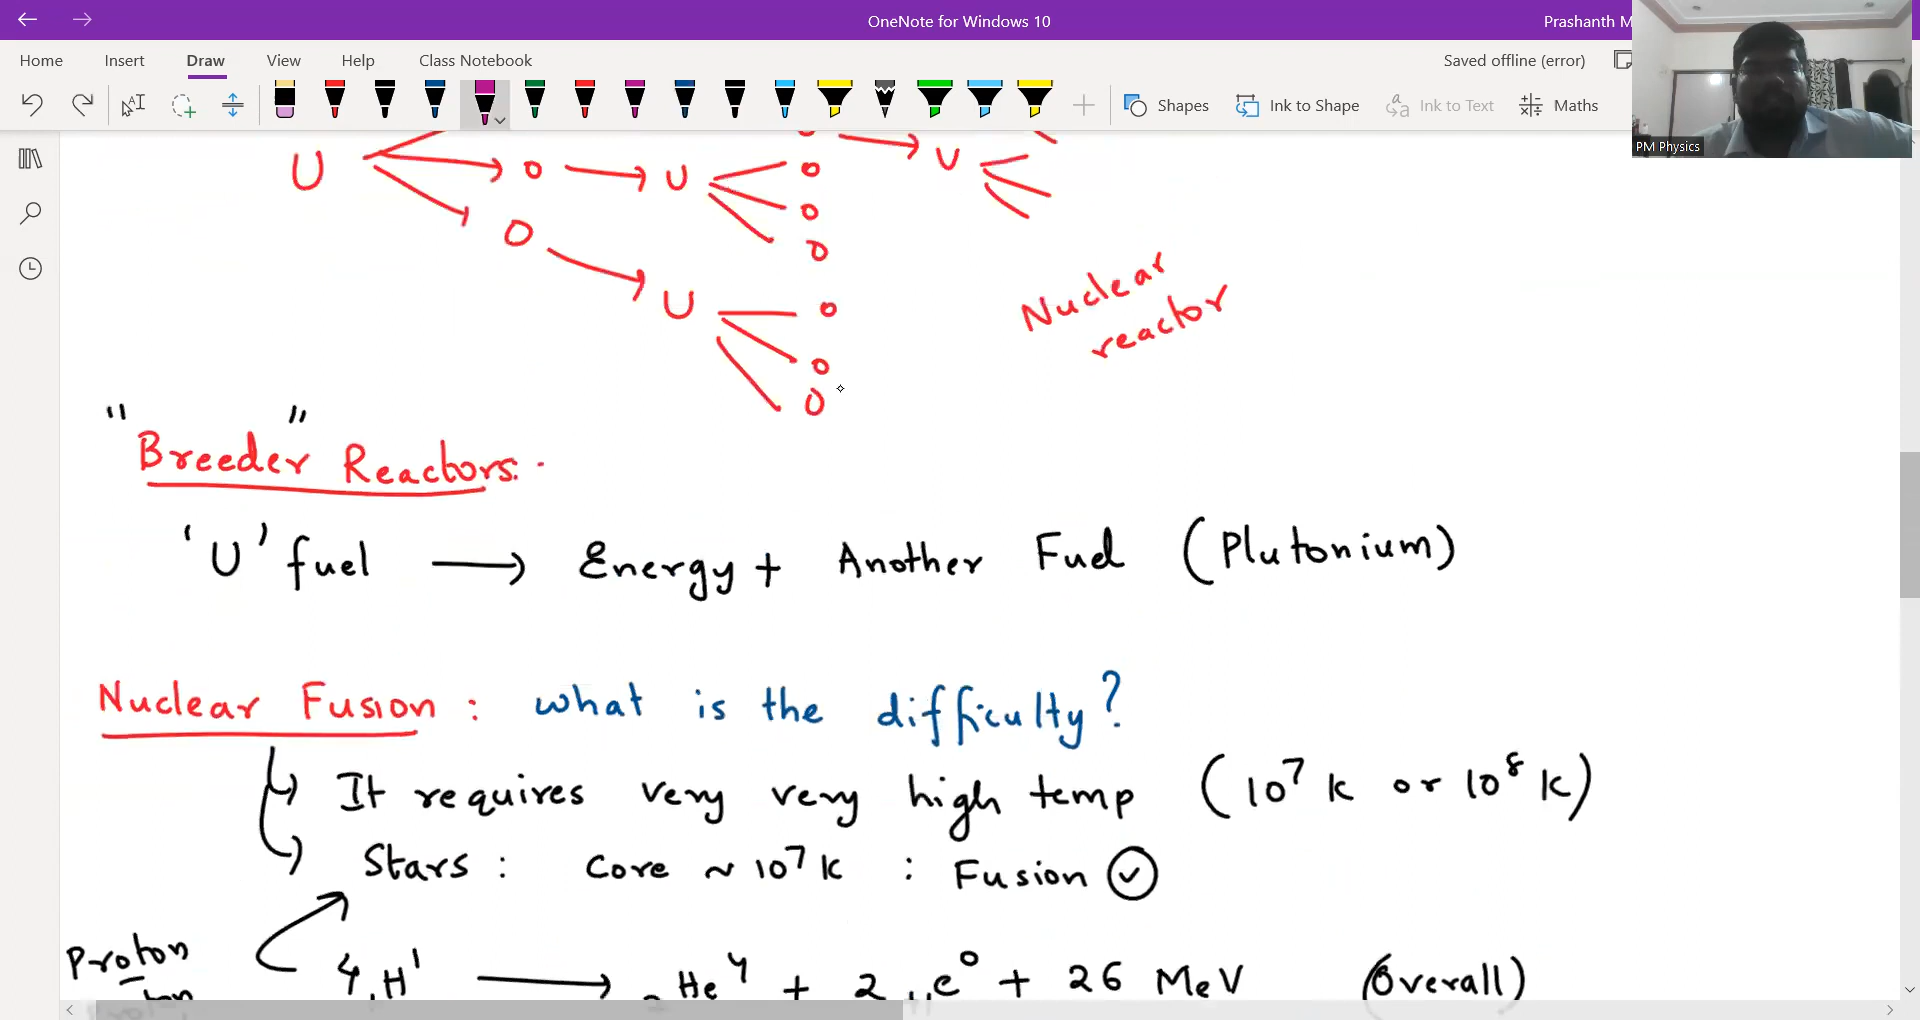 OneNote for Windows 10
Prashanth M
Home Insert Draw View Help Class Notebook
Saved offline (error)
Shapes Ink to Shape Ink to Text Maths
PM Physics
U
o → U
o
o
o
U
O → U
o
o
O
Nuclear
reactor
"Breeder" Reactors.
'U' fuel → Energy + Another Fuel (Plutonium)
Nuclear Fusion : what is the difficulty?
It requires very very high temp (10⁷ K or 10⁸ K)
Stars : Core ~ 10⁷ K : Fusion ✓
Proton
4 ₁H¹ → ₂He⁴ + 2 ₊₁e⁰ + 26 MeV (Overall)